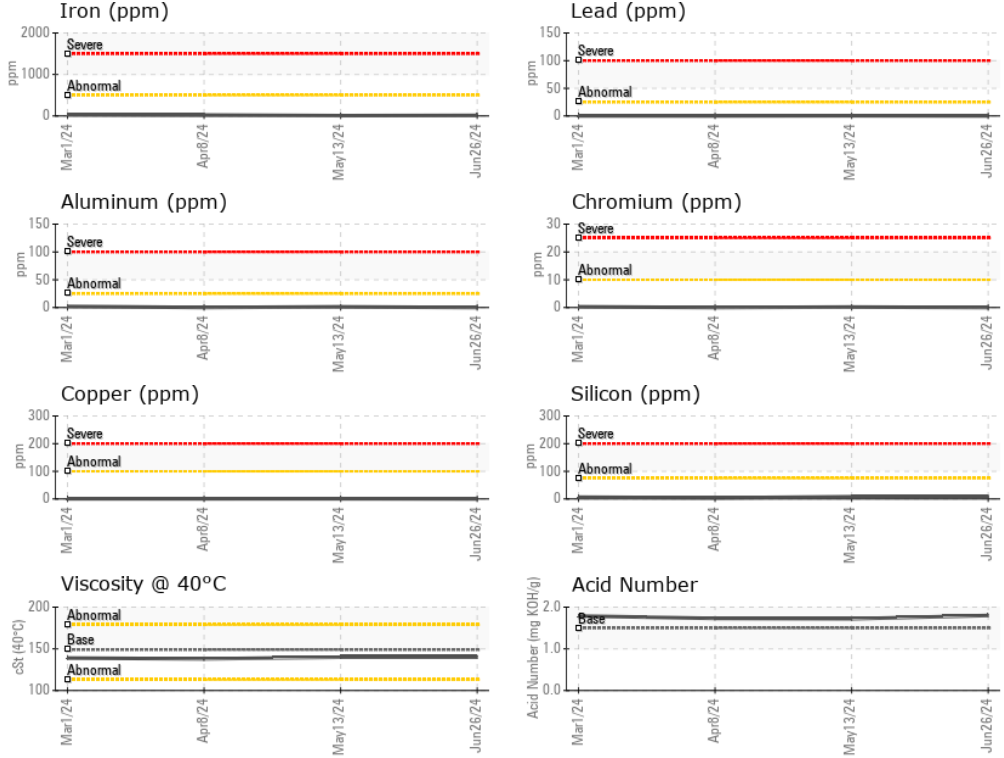 Iron (ppm)
ppm
2000
1000
0
Severe
Abnormal
Mar1/24
Apr8/24
May13/24
Jun26/24
Lead (ppm)
ppm
150
100
50
0
Severe
Abnormal
Mar1/24
Apr8/24
May13/24
Jun26/24
Aluminum (ppm)
ppm
150
100
50
0
Severe
Abnormal
Mar1/24
Apr8/24
May13/24
Jun26/24
Chromium (ppm)
ppm
30
20
10
0
Severe
Abnormal
Mar1/24
Apr8/24
May13/24
Jun26/24
Copper (ppm)
ppm
300
200
100
0
Severe
Abnormal
Mar1/24
Apr8/24
May13/24
Jun26/24
Silicon (ppm)
ppm
300
200
100
0
Severe
Abnormal
Mar1/24
Apr8/24
May13/24
Jun26/24
Viscosity @ 40°C
cSt (40°C)
200
150
100
Abnormal
Base
Abnormal
Mar1/24
Apr8/24
May13/24
Jun26/24
Acid Number
Acid Number (mg KOH/g)
2.0
1.0
0.0
Base
Mar1/24
Apr8/24
May13/24
Jun26/24